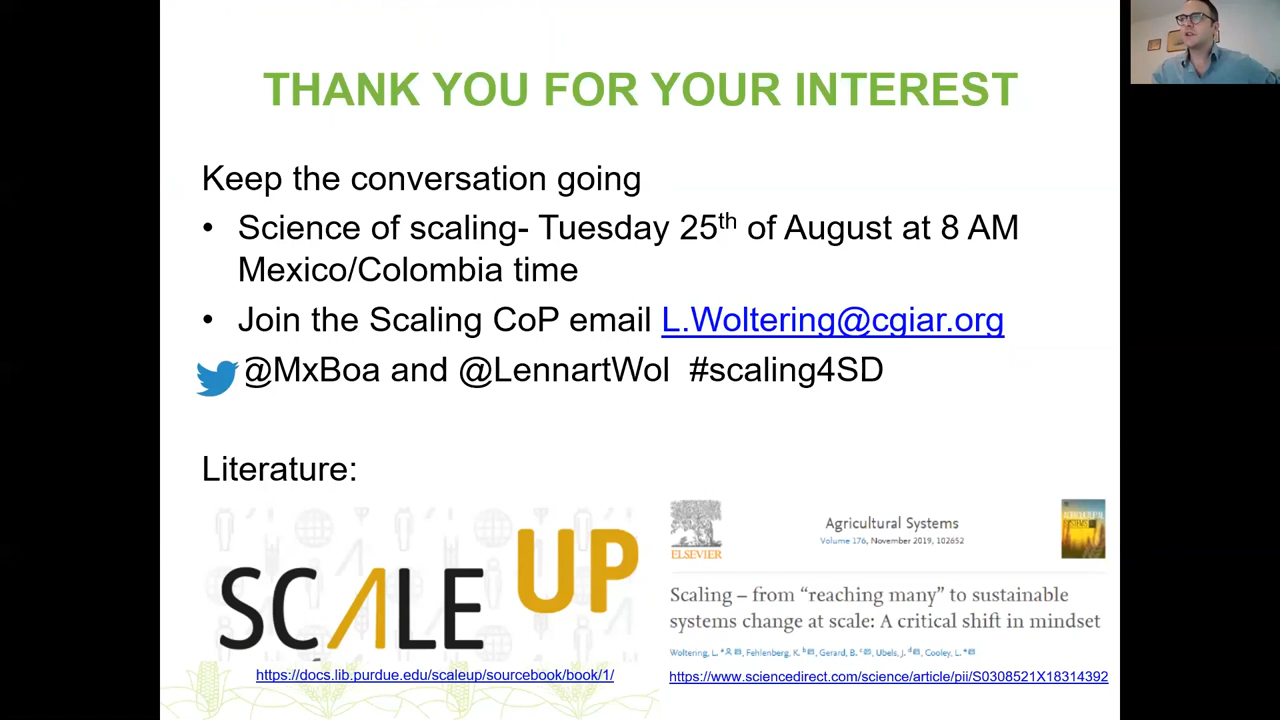 THANK YOU FOR YOUR INTEREST
Keep the conversation going
• Science of scaling- Tuesday 25th of August at 8 AM
Mexico/Colombia time
• Join the Scaling CoP email L.Woltering@cgiar.org
@MxBoa and @LennartWol #scaling4SD
Literature:
SCALE UP
https://docs.lib.purdue.edu/scaleup/sourcebook/book/1/
ELSEVIER
Agricultural Systems
Volume 176, November 2019, 102652
AGRICULTURAL
SYSTEMS
Scaling – from “reaching many” to sustainable
systems change at scale: A critical shift in mindset
Woltering, L. Fehlenberg, K. Gerard, B. Ubels, J. Cooley, L.
https://www.sciencedirect.com/science/article/pii/S0308521X18314392